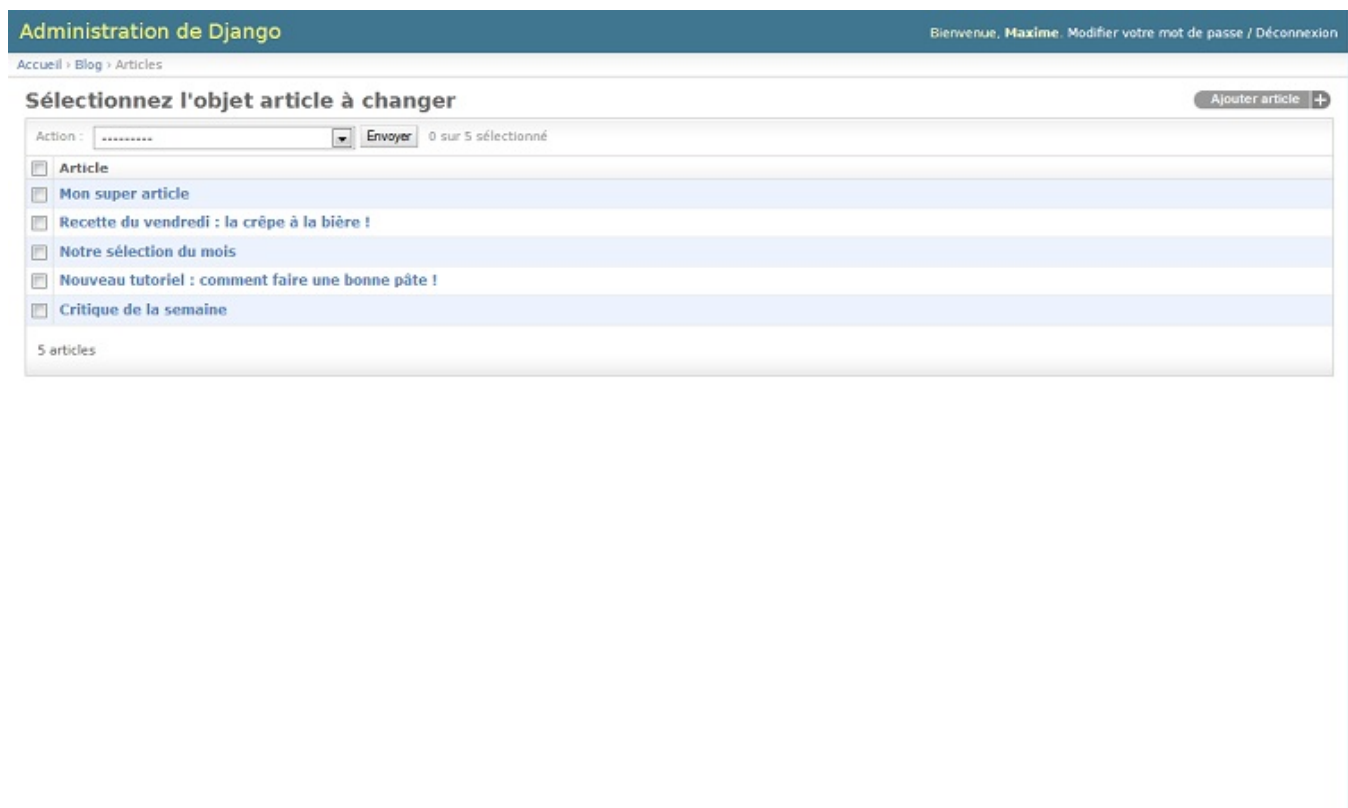 Administration de Django
Bienvenue, Maxime. Modifier votre mot de passe / Déconnexion
Accueil › Blog › Articles
Sélectionnez l'objet article à changer
Ajouter article +
Action : --------- Envoyer 0 sur 5 sélectionné
Article
Mon super article
Recette du vendredi : la crêpe à la bière !
Notre sélection du mois
Nouveau tutoriel : comment faire une bonne pâte !
Critique de la semaine
5 articles